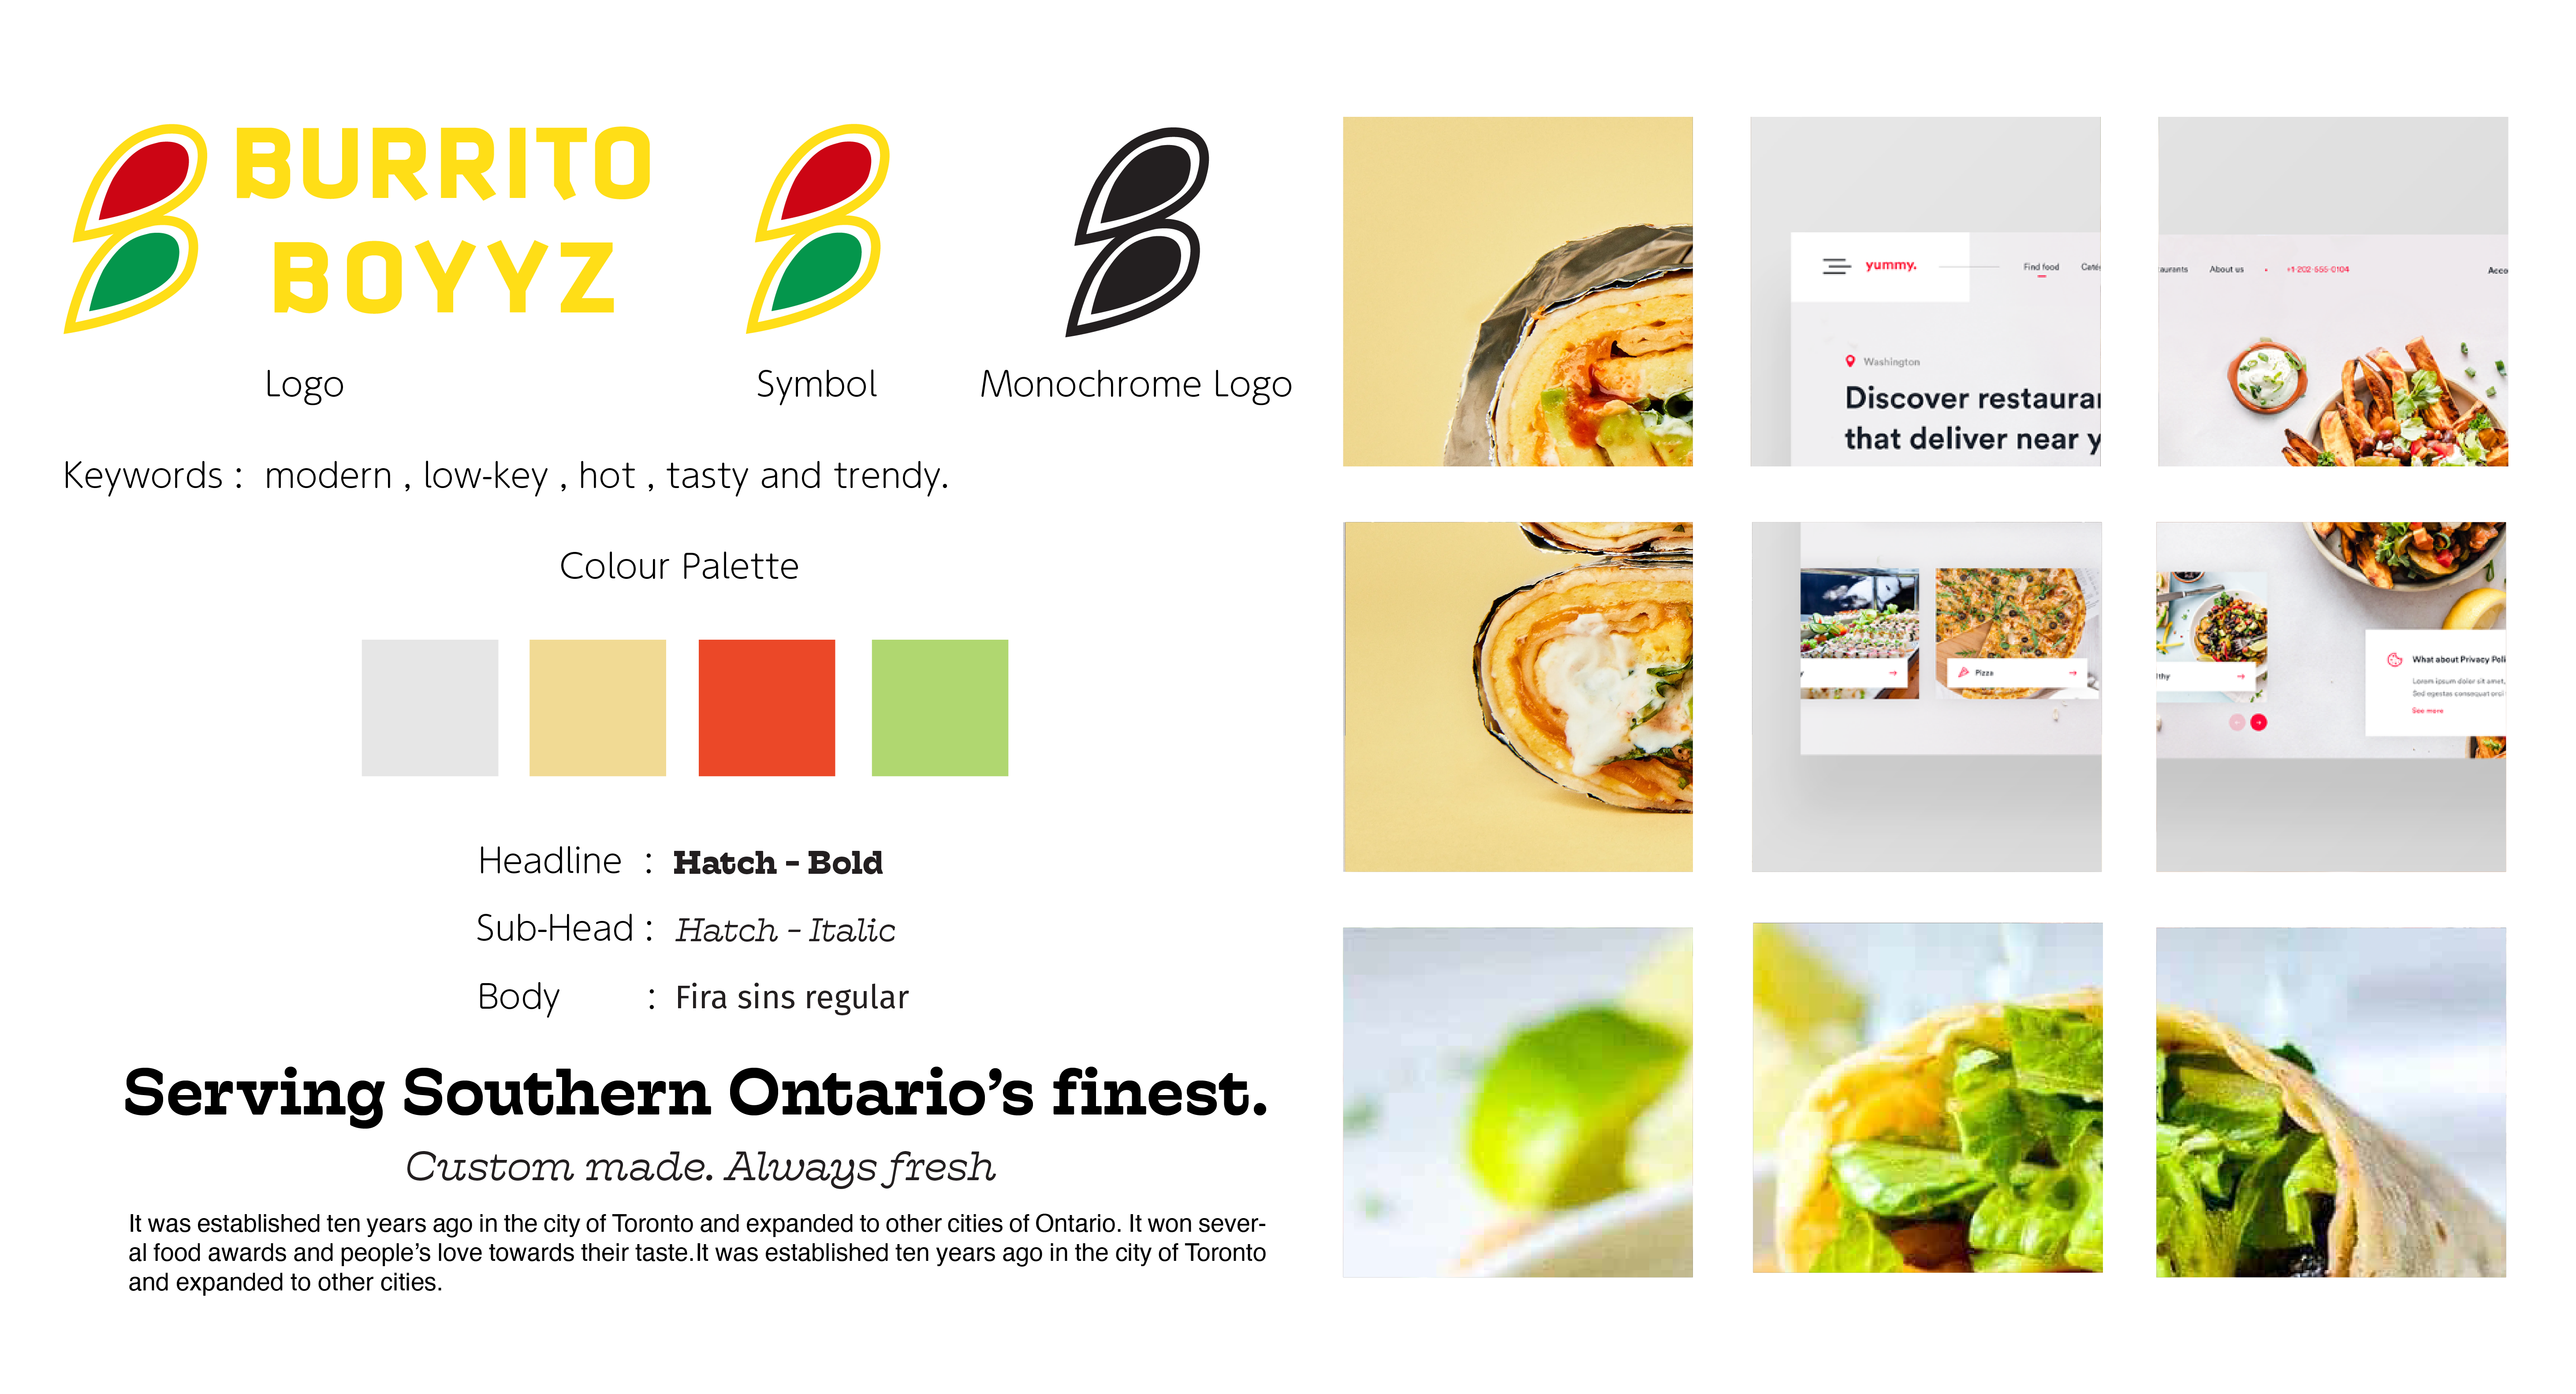 BURRITO
BOYYZ
Logo
Symbol
Monochrome Logo
Keywords : modern , low-key , hot , tasty and trendy.
Colour Palette
Headline : Hatch - Bold
Sub-Head : Hatch - Italic
Body : Fira sins regular
Serving Southern Ontario’s finest.
Custom made. Always fresh
It was established ten years ago in the city of Toronto and expanded to other cities of Ontario. It won sever-
al food awards and people’s love towards their taste.It was established ten years ago in the city of Toronto
and expanded to other cities.
yummy.
Find food
Washington
Discover restaura
that deliver near y
aurants
About us
+1-202-555-0104
Acco
Pizza
lthy
What about Privacy Poli
Lorem ipsum dolor sit amet,
Sed egestas consequat orci
See more